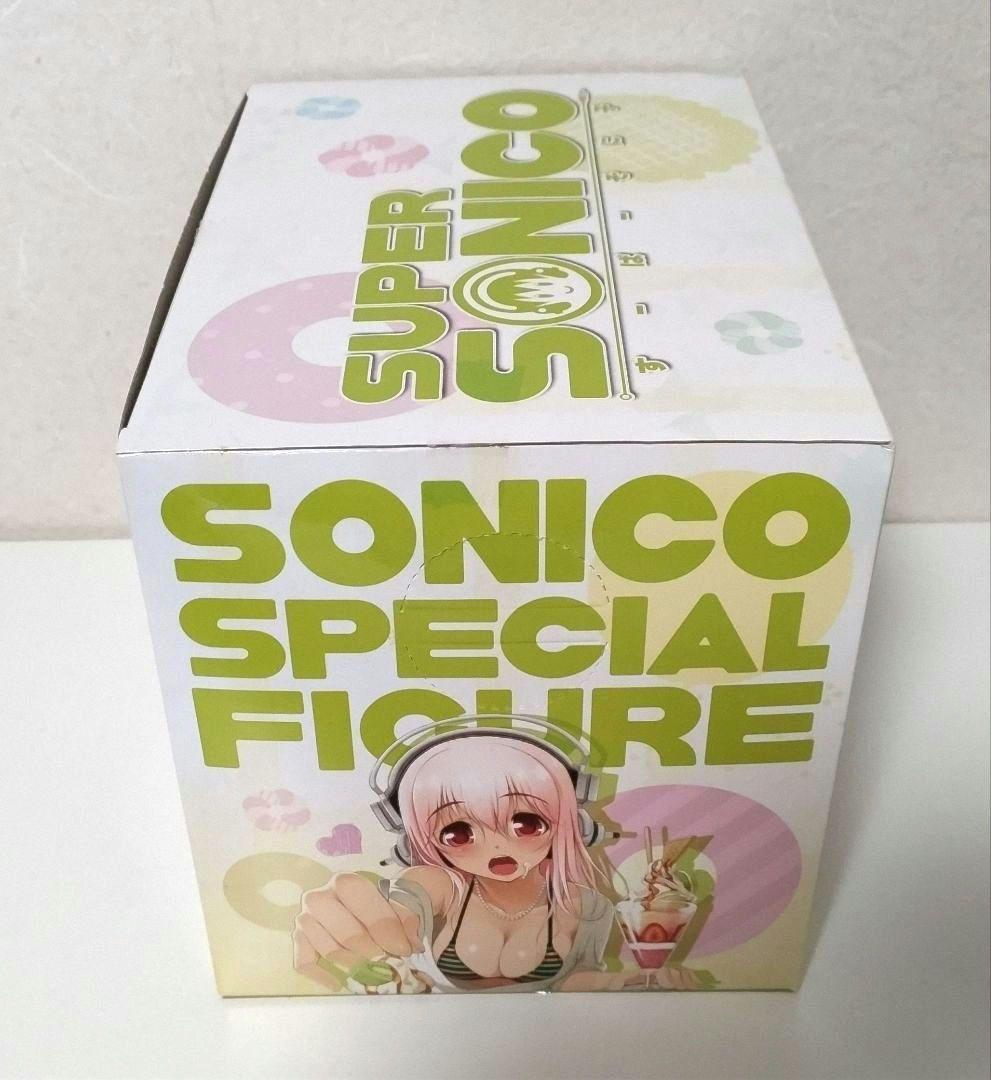 SUPER
SONICO
すーぱーそに子
SONICO
SPECIAL
FIGURE